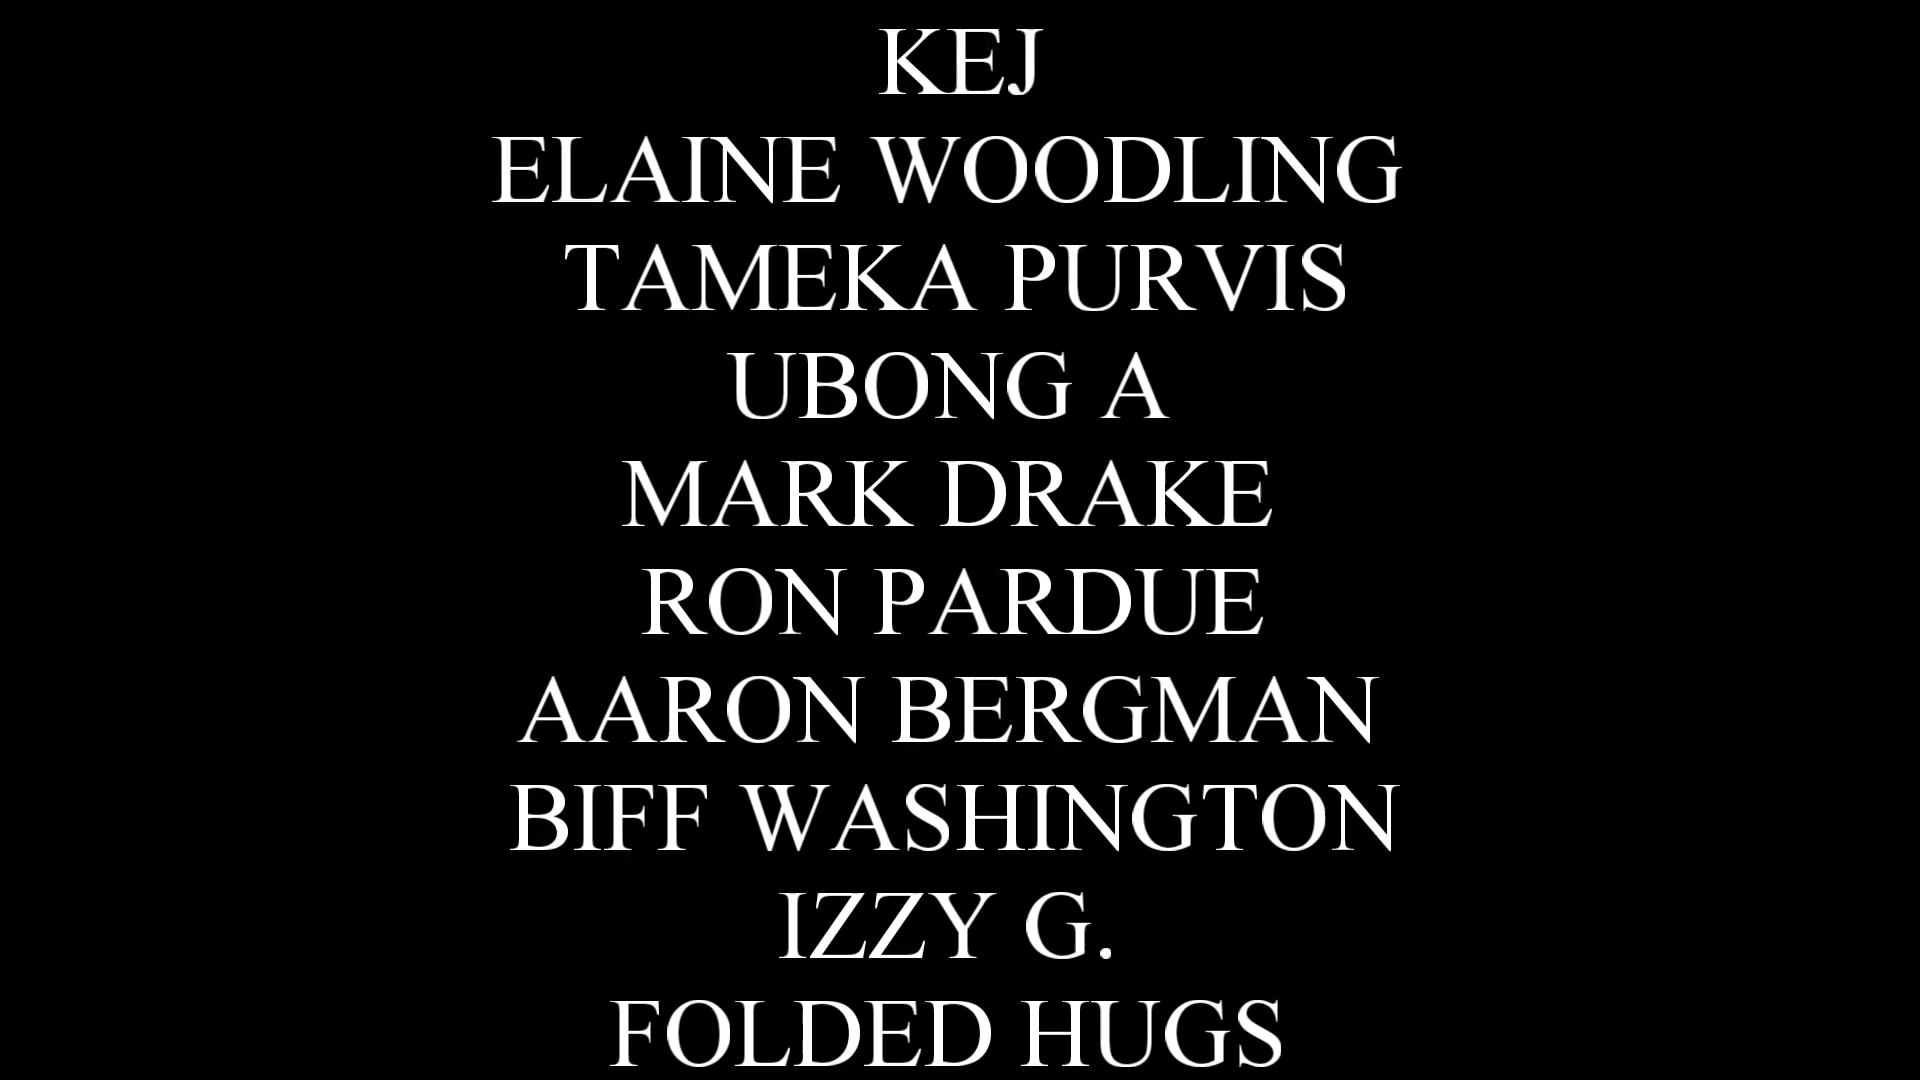 KEJ
ELAINE WOODLING
TAMEKA PURVIS
UBONG A
MARK DRAKE
RON PARDUE
AARON BERGMAN
BIFF WASHINGTON
IZZY G.
FOLDED HUGS